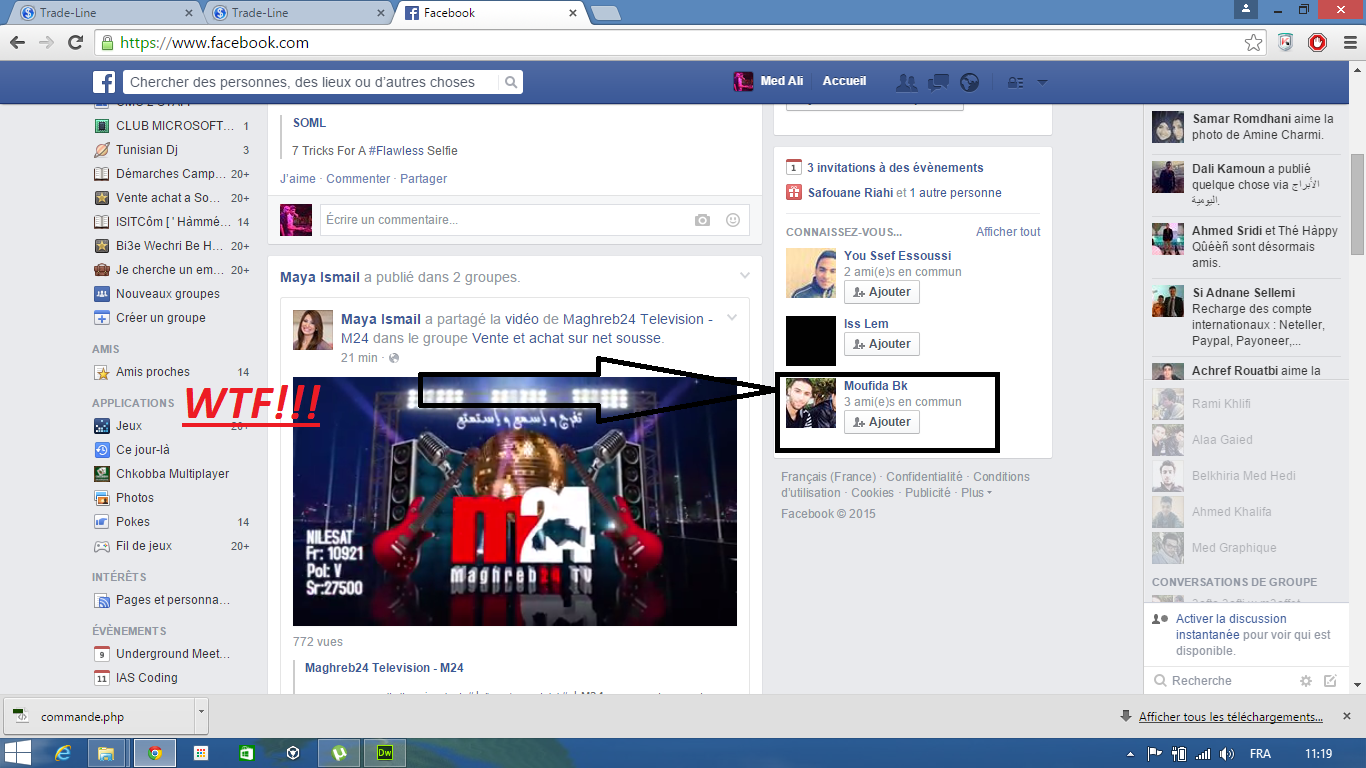 Trade-Line
Trade-Line
Facebook
https://www.facebook.com
Chercher des personnes, des lieux ou d'autres choses
Med Ali
Accueil
CLUB MICROSOFT... 1
Tunisian Dj 3
Démarches Camp... 20+
Vente achat a So... 20+
ISITCôm [ ' Hámmé... 14
Bi3e Wechri Be H... 20+
Je cherche un em... 20+
Nouveaux groupes
Créer un groupe
AMIS
Amis proches 14
APPLICATIONS
Jeux 20+
Ce jour-là
Chkobba Multiplayer
Photos
Pokes 14
Fil de jeux 20+
INTÉRÊTS
Pages et personna...
ÉVÈNEMENTS
9 Underground Meet...
11 IAS Coding
WTF!!!
SOML
7 Tricks For A #Flawless Selfie
J'aime · Commenter · Partager
Écrire un commentaire...
Maya Ismail a publié dans 2 groupes.
Maya Ismail a partagé la vidéo de Maghreb24 Television -
M24 dans le groupe Vente et achat sur net sousse.
21 min ·
تفرج و إسمع و إستمتع
m24
Maghreb24 TV
NILESAT
Fr: 10921
Pol: V
Sr:27500
772 vues
Maghreb24 Television - M24
1 3 invitations à des évènements
Safouane Riahi et 1 autre personne
CONNAISSEZ-VOUS... Afficher tout
You Ssef Essoussi
2 ami(e)s en commun
Ajouter
Iss Lem
Ajouter
Moufida Bk
3 ami(e)s en commun
Ajouter
Français (France) · Confidentialité · Conditions
d'utilisation · Cookies · Publicité · Plus
Facebook © 2015
Samar Romdhani aime la
photo de Amine Charmi.
Dali Kamoun a publié
quelque chose via الأبراج
اليومية.
Ahmed Sridi et Thé Háppy
Qûéèñ sont désormais
amis.
Si Adnane Sellemi
Recharge des compte
internationaux : Neteller,
Paypal, Payoneer,...
Achref Rouatbi aime la
Rami Khlifi
Alaa Gaied
Belkhiria Med Hedi
Ahmed Khalifa
Med Graphique
CONVERSATIONS DE GROUPE
Activer la discussion
instantanée pour voir qui est
disponible.
Recherche
commande.php
Afficher tous les téléchargements...
Dw
FRA
11:19